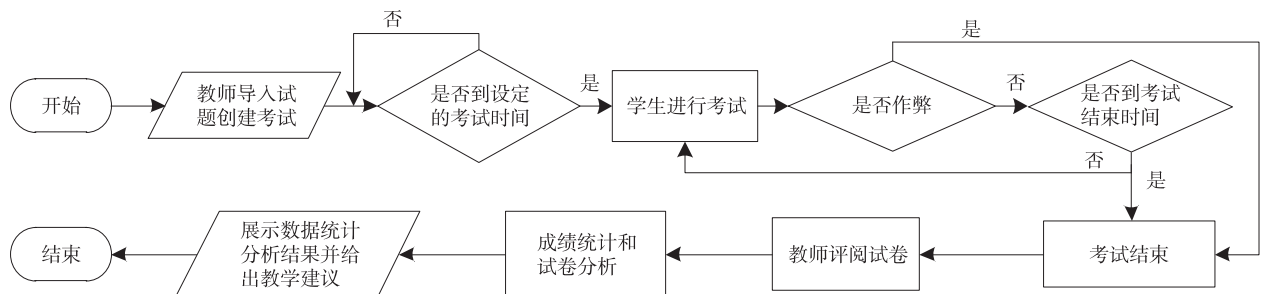 否
是
开始
教师导入试
题创建考试
是否到设定
的考试时间
是
学生进行考试
是否作弊
否
是否到考试
结束时间
否
是
结束
展示数据统计
分析结果并给
出教学建议
成绩统计和
试卷分析
教师评阅试卷
考试结束